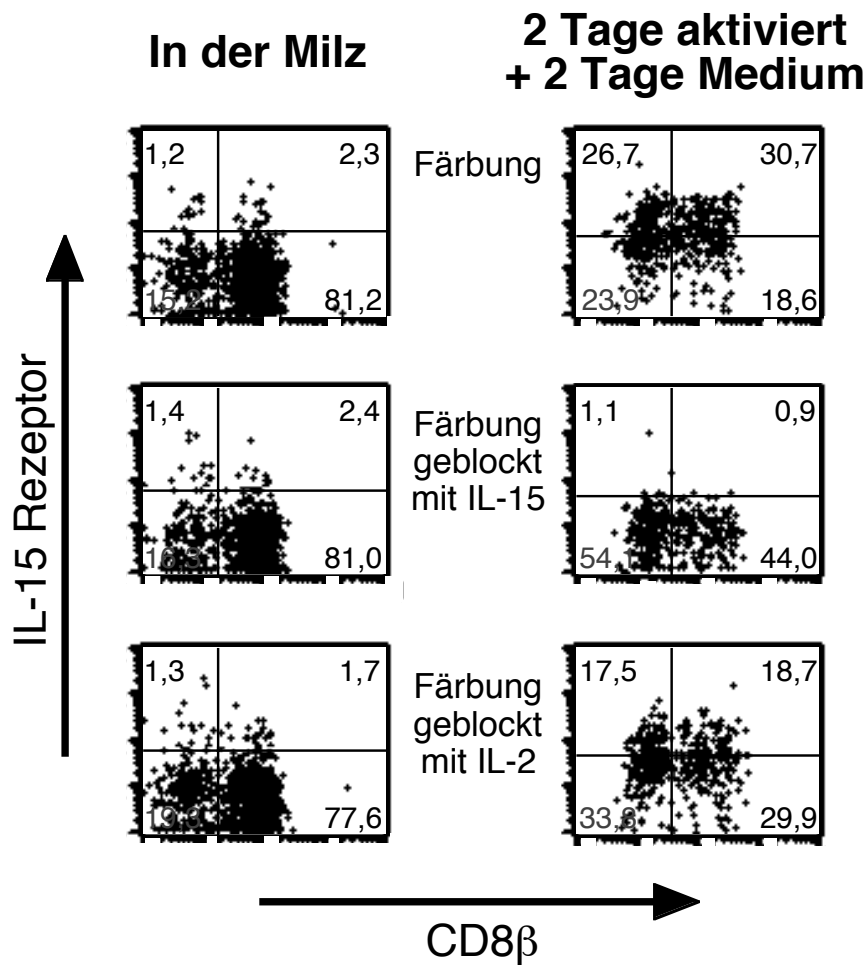 In der Milz
2 Tage aktiviert
+ 2 Tage Medium
1,2 2,3
15,2 81,2
Färbung
26,7 30,7
23,9 18,6
1,4 2,4
81,0
Färbung
geblockt
mit IL-15
1,1 0,9
54,1 44,0
1,3 1,7
77,6
Färbung
geblockt
mit IL-2
17,5 18,7
33,8 29,9
IL-15 Rezeptor
CD8β